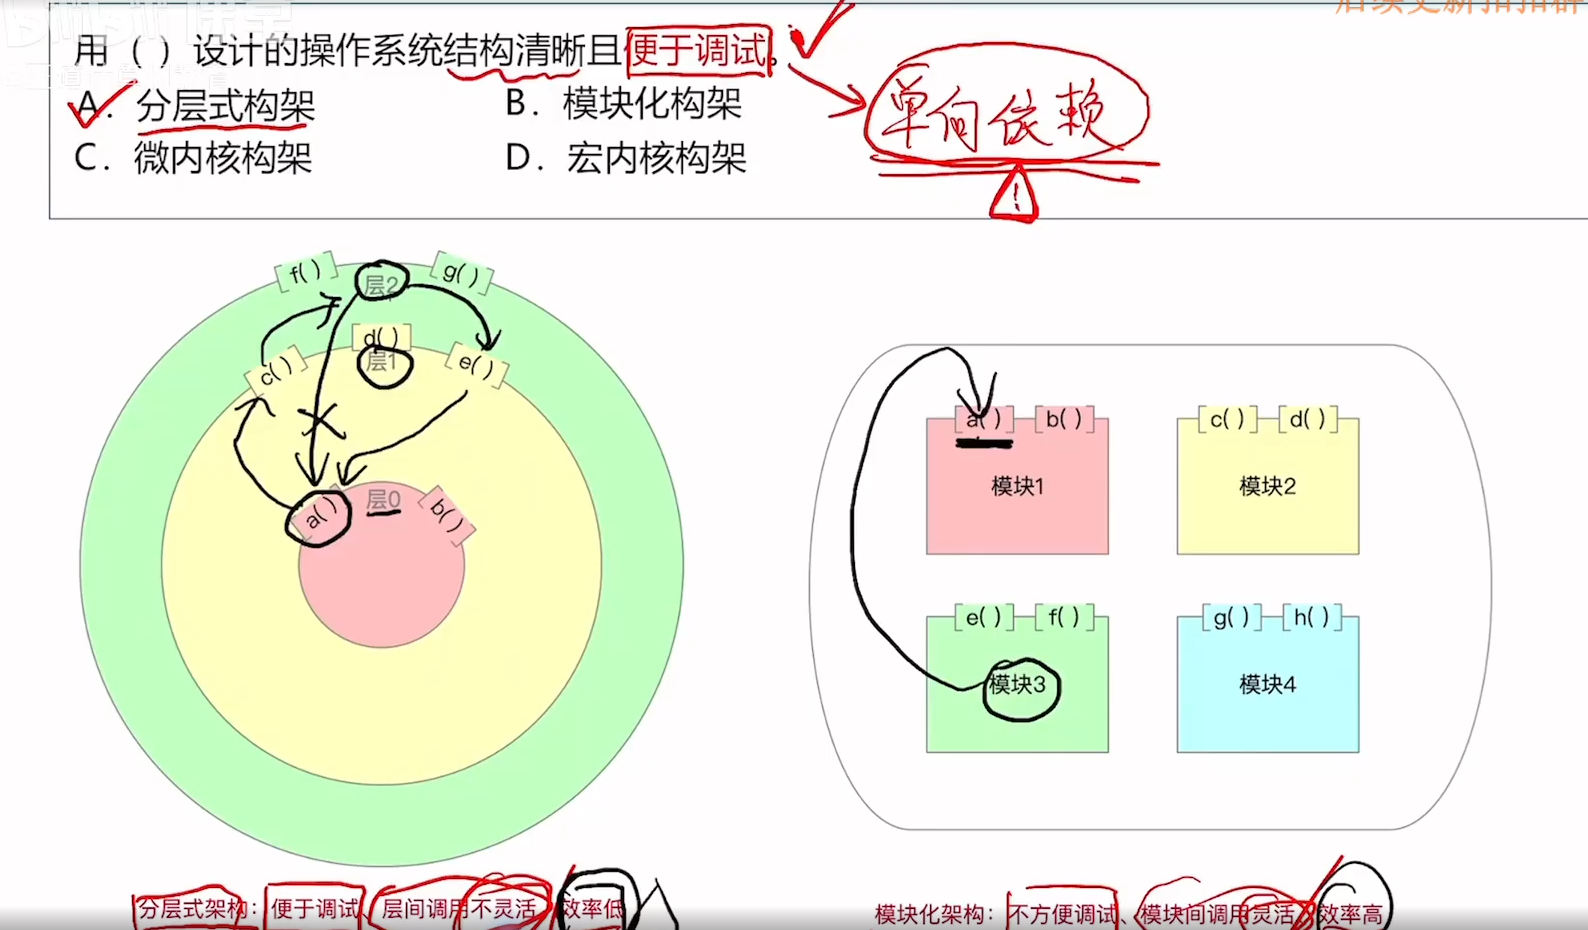 用（ ）设计的操作系统结构清晰且便于调试。
A．分层式构架
B．模块化构架
C．微内核构架
D．宏内核构架
单向依赖
!
f( )
层2
g( )
d( )
层1
c( )
e( )
层0
a( )
b( )
a( )
b( )
模块1
c( )
d( )
模块2
e( )
f( )
模块3
g( )
h( )
模块4
分层式架构：便于调试、层间调用不灵活、效率低
模块化架构：不方便调试、模块间调用灵活、效率高